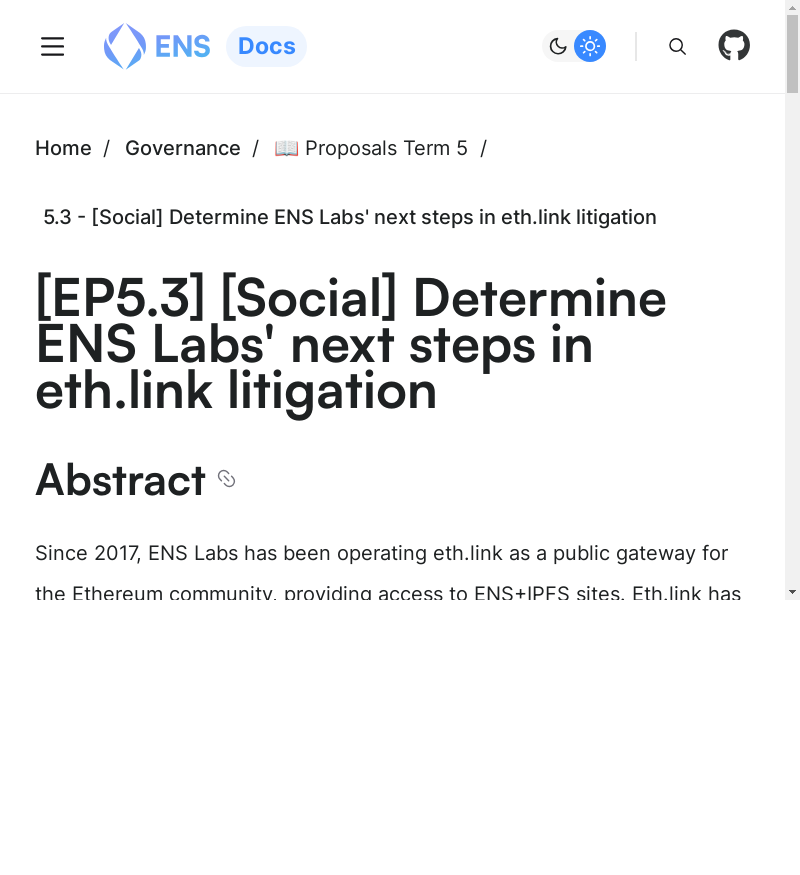 ENS Docs
Home / Governance / 📖 Proposals Term 5 /
5.3 - [Social] Determine ENS Labs' next steps in eth.link litigation
[EP5.3] [Social] Determine
ENS Labs' next steps in
eth.link litigation
Abstract
Since 2017, ENS Labs has been operating eth.link as a public gateway for
the Ethereum community, providing access to ENS+IPFS sites. Eth.link has